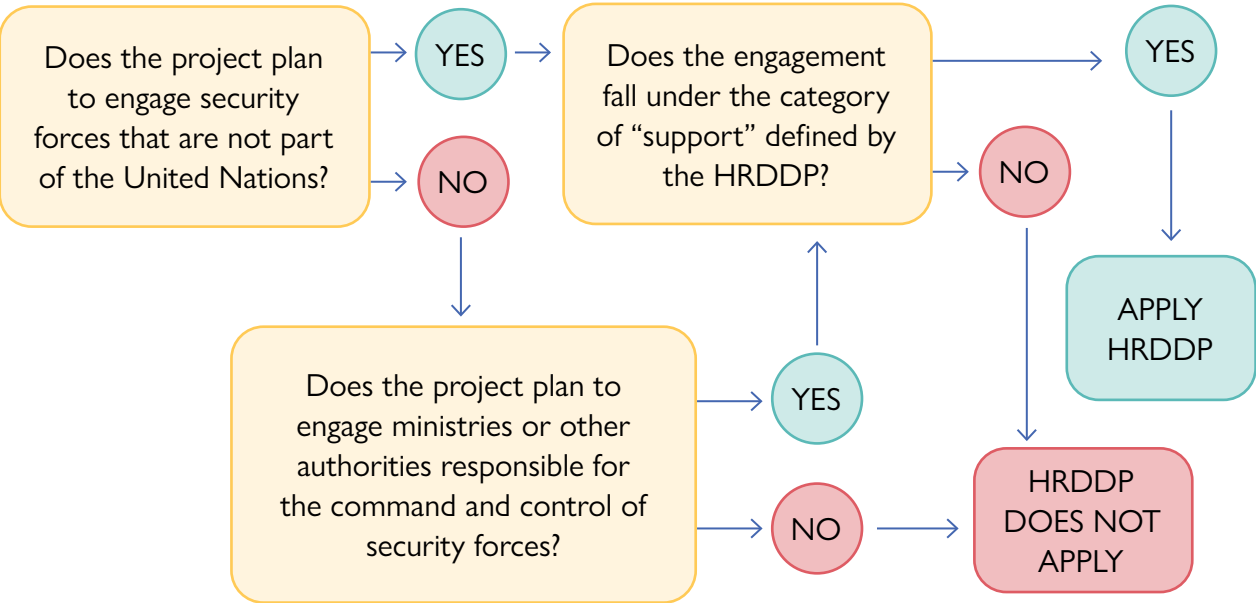 Does the project plan
to engage security
forces that are not part
of the United Nations?
YES
NO
Does the engagement
fall under the category
of “support” defined by
the HRDDP?
YES
NO
APPLY
HRDDP
Does the project plan to
engage ministries or other
authorities responsible for
the command and control of
security forces?
YES
NO
HRDDP
DOES NOT
APPLY